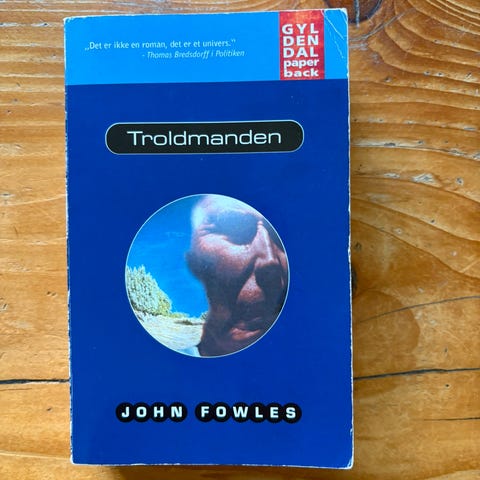 „Det er ikke en roman, det er et univers.“
- Thomas Bredsdorff i Politiken
GYL
DEN
DAL
paper
back
Troldmanden
JOHN FOWLES